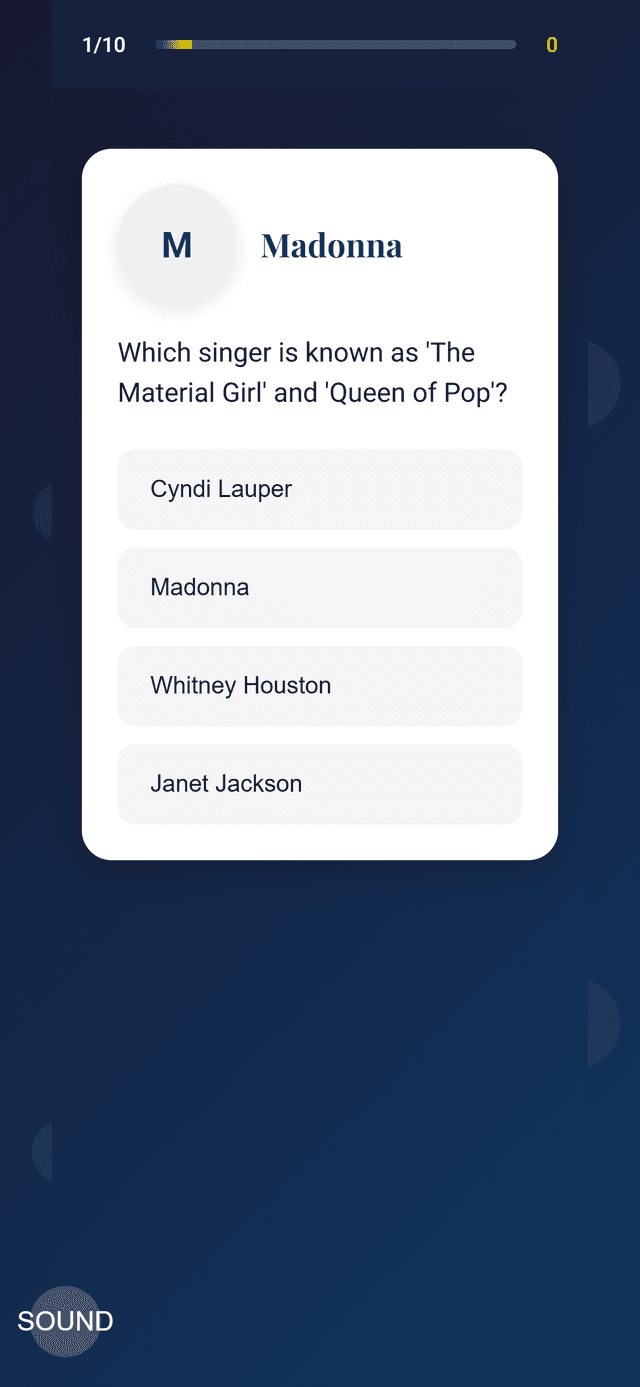 1/10
0
M
Madonna
Which singer is known as 'The
Material Girl' and 'Queen of Pop'?
Cyndi Lauper
Madonna
Whitney Houston
Janet Jackson
SOUND